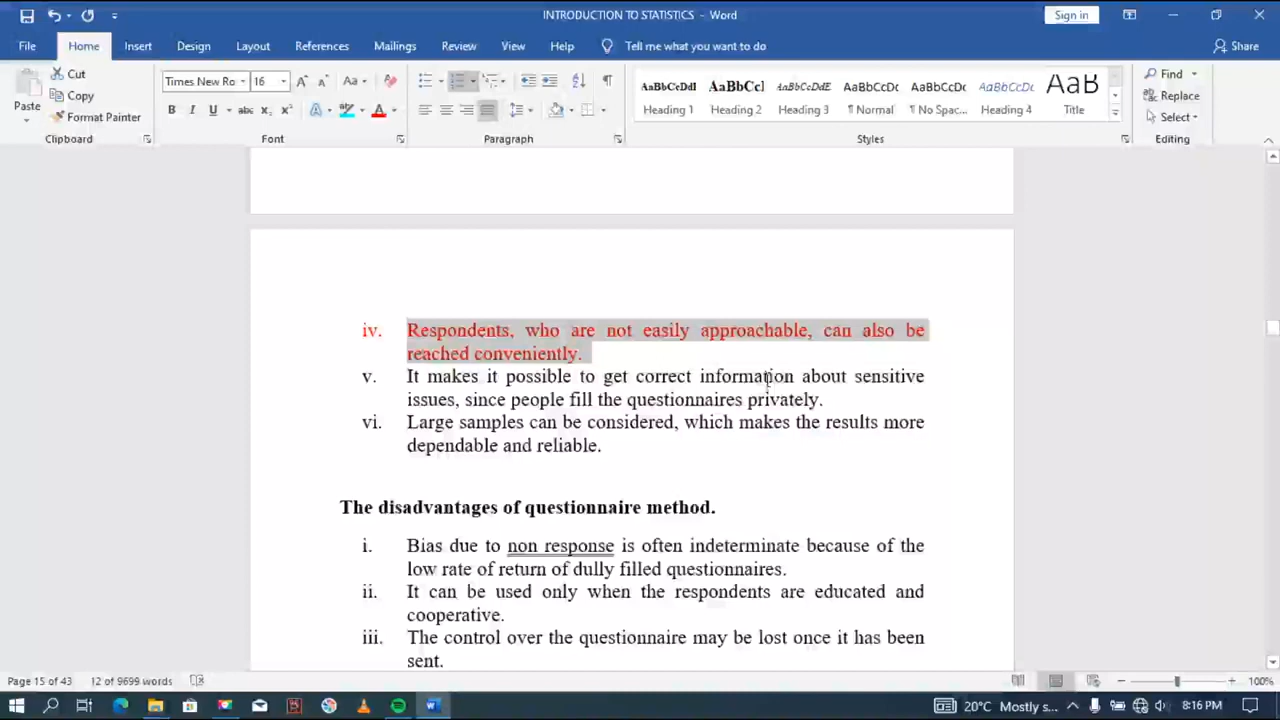 INTRODUCTION TO STATISTICS - Word
Sign in
File Home Insert Design Layout References Mailings Review View Help Tell me what you want to do Share
Paste Cut Copy Format Painter
Clipboard
Times New Ro 16 Aa
B I U abc x₂ x² A ab A
Font
Paragraph
AaBbCcDdI AaBbCcI AaBbCcDdE AaBbCcDc AaBbCcDc AaBbCcDc AaB
Heading 1 Heading 2 Heading 3 ¶ Normal ¶ No Spac... Heading 4 Title
Styles
Find
Replace
Select
Editing
iv. Respondents, who are not easily approachable, can also be
reached conveniently.
v. It makes it possible to get correct information about sensitive
issues, since people fill the questionnaires privately.
vi. Large samples can be considered, which makes the results more
dependable and reliable.
The disadvantages of questionnaire method.
i. Bias due to non response is often indeterminate because of the
low rate of return of dully filled questionnaires.
ii. It can be used only when the respondents are educated and
cooperative.
iii. The control over the questionnaire may be lost once it has been
sent.
Page 15 of 43 12 of 9699 words 100%
20°C Mostly s... 8:16 PM